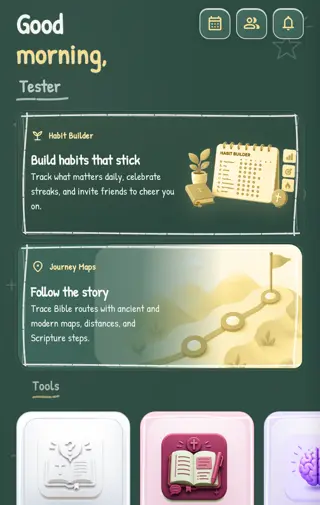 Good
morning,
Tester
Habit Builder
Build habits that stick
Track what matters daily, celebrate
streaks, and invite friends to cheer you
on.
HABIT BUILDER
Journey Maps
Follow the story
Trace Bible routes with ancient and
modern maps, distances, and
Scripture steps.
Tools